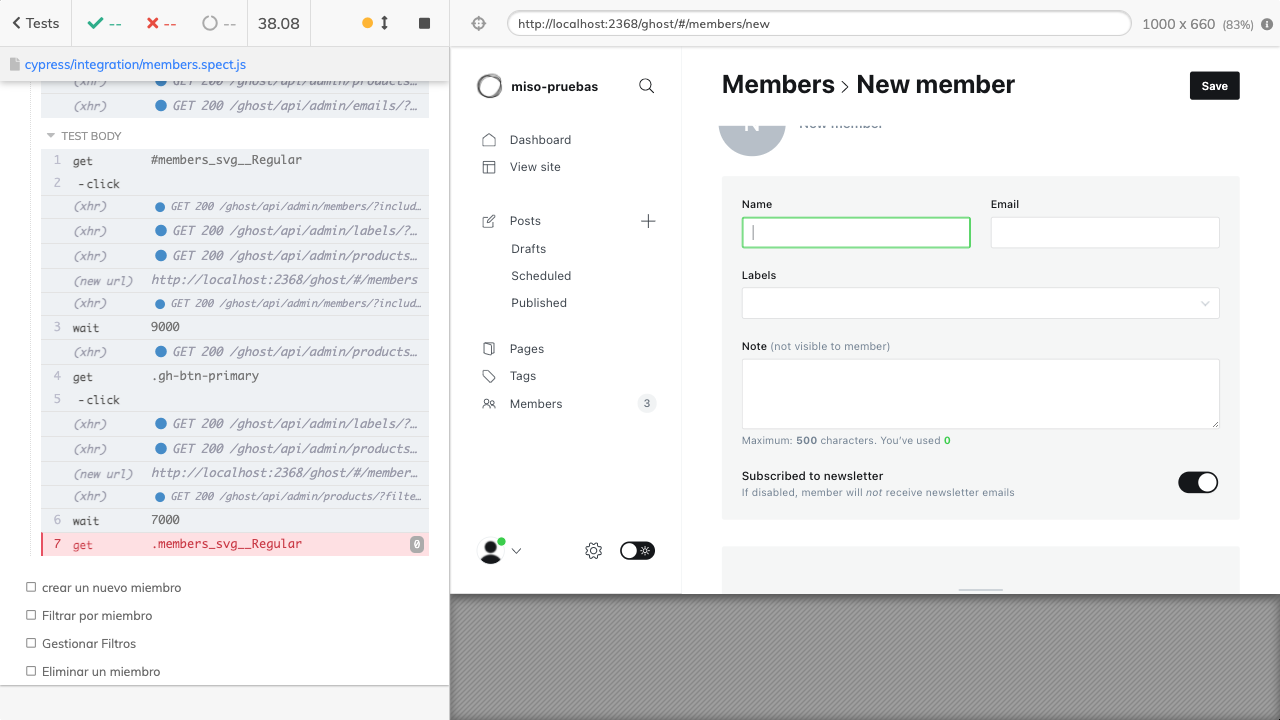 Tests
--
--
--
38.08
cypress/integration/members.spect.js
(xhr) GET 200 /ghost/api/admin/products...
(xhr) GET 200 /ghost/api/admin/emails/?...
TEST BODY
1 get #members_svg__Regular
2 -click
(xhr) GET 200 /ghost/api/admin/members/?includ...
(xhr) GET 200 /ghost/api/admin/labels/?...
(xhr) GET 200 /ghost/api/admin/products...
(new url) http://localhost:2368/ghost/#/members
(xhr) GET 200 /ghost/api/admin/members/?includ...
3 wait 9000
(xhr) GET 200 /ghost/api/admin/products...
4 get .gh-btn-primary
5 -click
(xhr) GET 200 /ghost/api/admin/labels/?...
(xhr) GET 200 /ghost/api/admin/products...
(new url) http://localhost:2368/ghost/#/member...
(xhr) GET 200 /ghost/api/admin/products/?filte...
6 wait 7000
7 get .members_svg__Regular 0
crear un nuevo miembro
Filtrar por miembro
Gestionar Filtros
Eliminar un miembro
http://localhost:2368/ghost/#/members/new
1000 x 660 (83%)
miso-pruebas
Dashboard
View site
Posts
Drafts
Scheduled
Published
Pages
Tags
Members 3
Members > New member
Save
N New member
Name
Email
Labels
Note (not visible to member)
Maximum: 500 characters. You've used 0
Subscribed to newsletter
If disabled, member will not receive newsletter emails